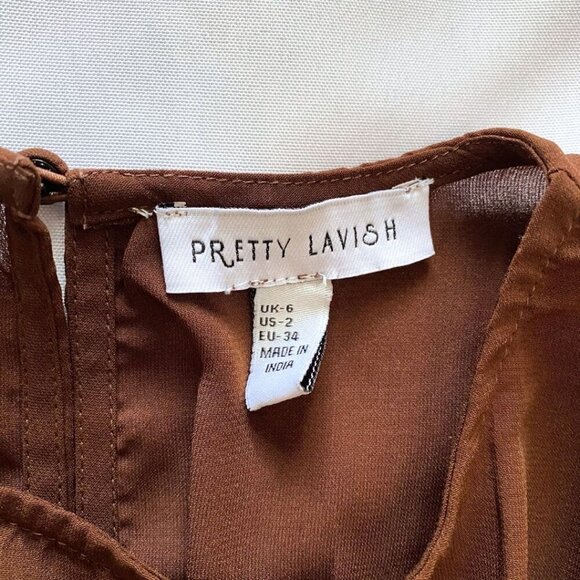 PRETTY LAVISH
UK-6
US-2
EU-34
MADE IN
INDIA